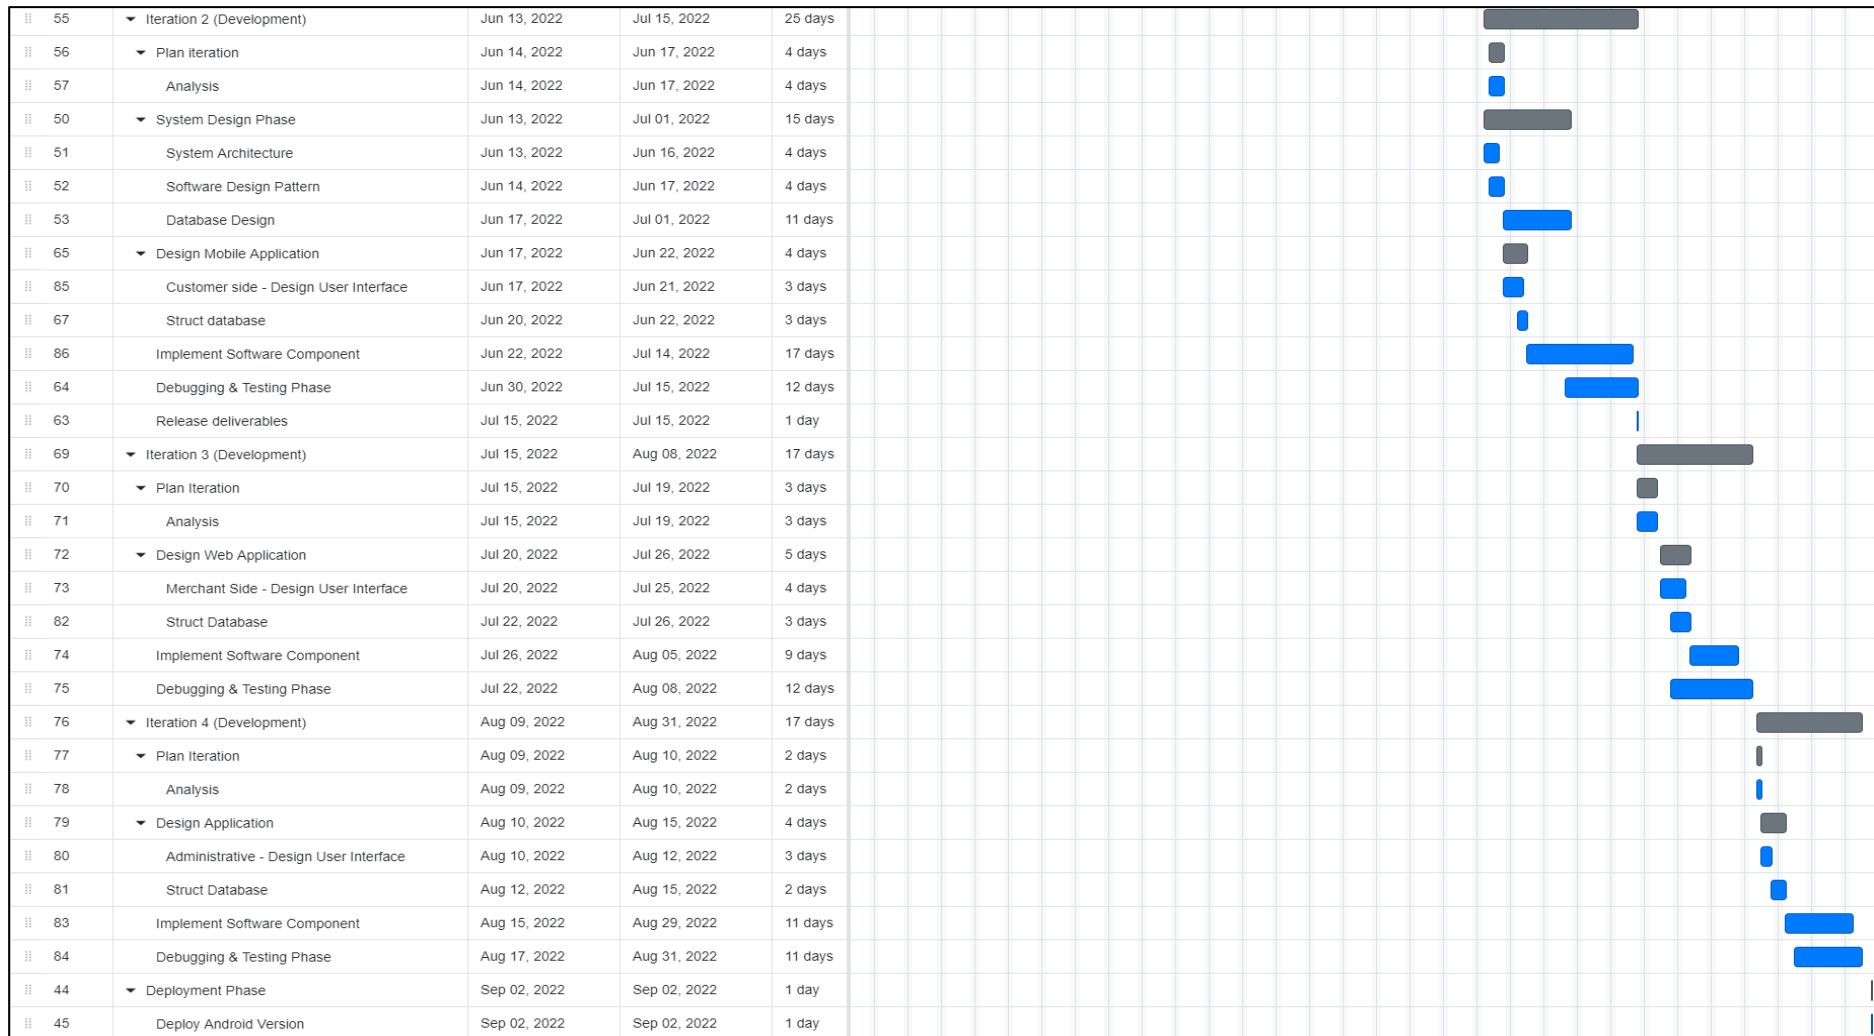 55 Iteration 2 (Development) Jun 13, 2022 Jul 15, 2022 25 days
56 Plan iteration Jun 14, 2022 Jun 17, 2022 4 days
57 Analysis Jun 14, 2022 Jun 17, 2022 4 days
50 System Design Phase Jun 13, 2022 Jul 01, 2022 15 days
51 System Architecture Jun 13, 2022 Jun 16, 2022 4 days
52 Software Design Pattern Jun 14, 2022 Jun 17, 2022 4 days
53 Database Design Jun 17, 2022 Jul 01, 2022 11 days
65 Design Mobile Application Jun 17, 2022 Jun 22, 2022 4 days
85 Customer side - Design User Interface Jun 17, 2022 Jun 21, 2022 3 days
67 Struct database Jun 20, 2022 Jun 22, 2022 3 days
86 Implement Software Component Jun 22, 2022 Jul 14, 2022 17 days
64 Debugging & Testing Phase Jun 30, 2022 Jul 15, 2022 12 days
63 Release deliverables Jul 15, 2022 Jul 15, 2022 1 day
69 Iteration 3 (Development) Jul 15, 2022 Aug 08, 2022 17 days
70 Plan Iteration Jul 15, 2022 Jul 19, 2022 3 days
71 Analysis Jul 15, 2022 Jul 19, 2022 3 days
72 Design Web Application Jul 20, 2022 Jul 26, 2022 5 days
73 Merchant Side - Design User Interface Jul 20, 2022 Jul 25, 2022 4 days
82 Struct Database Jul 22, 2022 Jul 26, 2022 3 days
74 Implement Software Component Jul 26, 2022 Aug 05, 2022 9 days
75 Debugging & Testing Phase Jul 22, 2022 Aug 08, 2022 12 days
76 Iteration 4 (Development) Aug 09, 2022 Aug 31, 2022 17 days
77 Plan Iteration Aug 09, 2022 Aug 10, 2022 2 days
78 Analysis Aug 09, 2022 Aug 10, 2022 2 days
79 Design Application Aug 10, 2022 Aug 15, 2022 4 days
80 Administrative - Design User Interface Aug 10, 2022 Aug 12, 2022 3 days
81 Struct Database Aug 12, 2022 Aug 15, 2022 2 days
83 Implement Software Component Aug 15, 2022 Aug 29, 2022 11 days
84 Debugging & Testing Phase Aug 17, 2022 Aug 31, 2022 11 days
44 Deployment Phase Sep 02, 2022 Sep 02, 2022 1 day
45 Deploy Android Version Sep 02, 2022 Sep 02, 2022 1 day